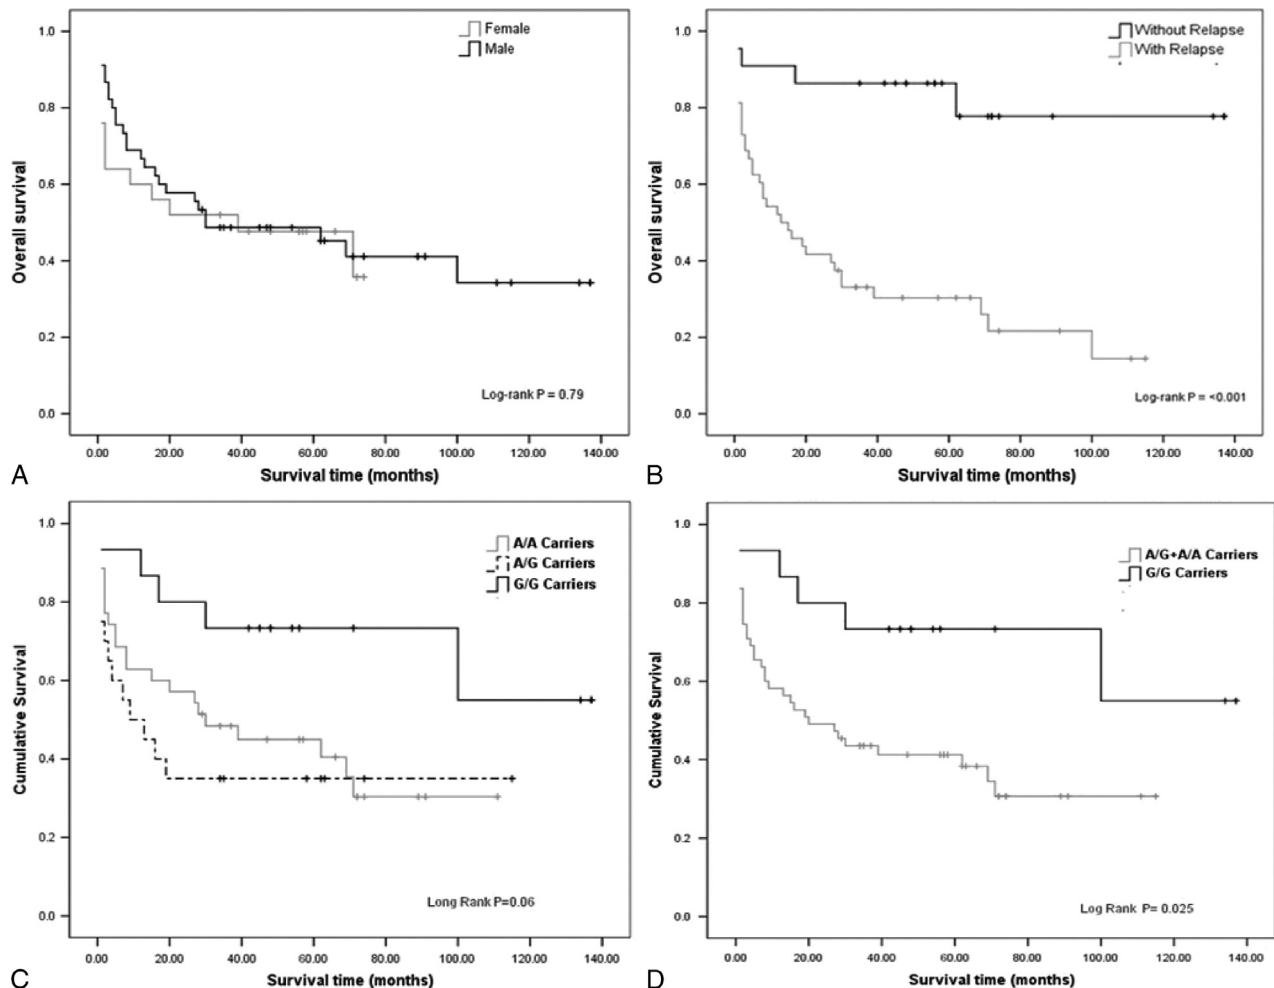 Female
Male
1.0
0.8
0.6
0.4
0.2
0.0
Overall survival
Log-rank P = 0.79
0.00 20.00 40.00 60.00 80.00 100.00 120.00 140.00
Survival time (months)
A
Without Relapse
With Relapse
1.0
0.8
0.6
0.4
0.2
0.0
Overall survival
Log-rank P = <0.001
0.00 20.00 40.00 60.00 80.00 100.00 120.00 140.00
Survival time (months)
B
A/A Carriers
A/G Carriers
G/G Carriers
1.0
0.8
0.6
0.4
0.2
0.0
Cumulative Survival
Long Rank P=0.06
0.00 20.00 40.00 60.00 80.00 100.00 120.00 140.00
Survival time (months)
C
A/G+A/A Carriers
G/G Carriers
1.0
0.8
0.6
0.4
0.2
0.0
Cumulative Survival
Log Rank P= 0.025
0.00 20.00 40.00 60.00 80.00 100.00 120.00 140.00
Survival time (months)
D